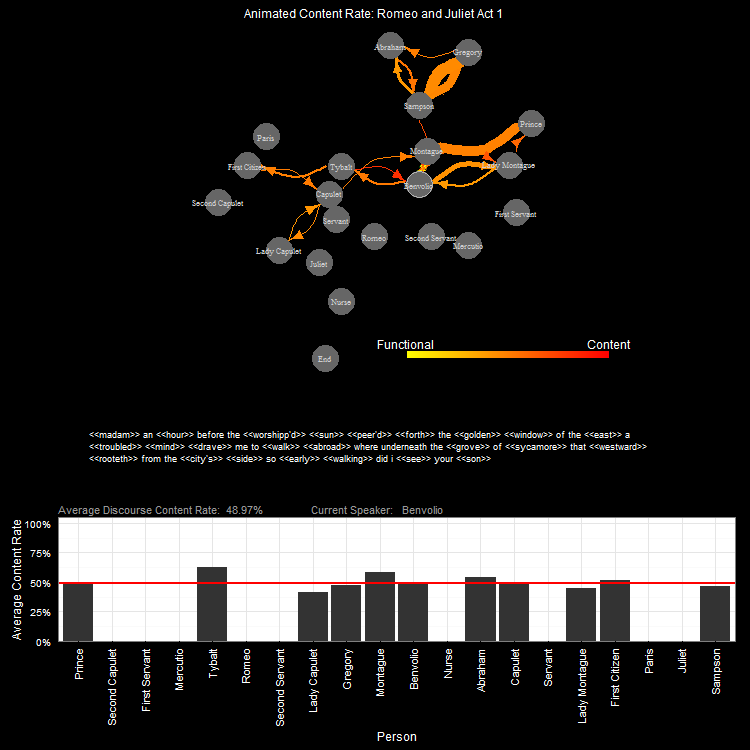 Animated Content Rate: Romeo and Juliet Act 1
Abraham
Gregory
Sampson
Prince
Paris
Montague
First Citizen
Tybalt
Lady Montague
Benvolio
Capulet
Second Capulet
First Servant
Servant
Romeo
Second Servant
Mercutio
Lady Capulet
Juliet
Nurse
Functional Content
End
<<madam>> an <<hour>> before the <<worshipp'd>> <<sun>> <<peer'd>> <<forth>> the <<golden>> <<window>> of the <<east>> a
<<troubled>> <<mind>> <<drave>> me to <<walk>> <<abroad>> where underneath the <<grove>> of <<sycamore>> that <<westward>>
<<rooteth>> from the <<city's>> <<side>> so <<early>> <<walking>> did i <<see>> your <<son>>
Average Discourse Content Rate: 48.97% Current Speaker: Benvolio
Average Content Rate
100%
75%
50%
25%
0%
Prince
Second Capulet
First Servant
Mercutio
Tybalt
Romeo
Second Servant
Lady Capulet
Gregory
Montague
Benvolio
Nurse
Abraham
Capulet
Servant
Lady Montague
First Citizen
Paris
Juliet
Sampson
Person